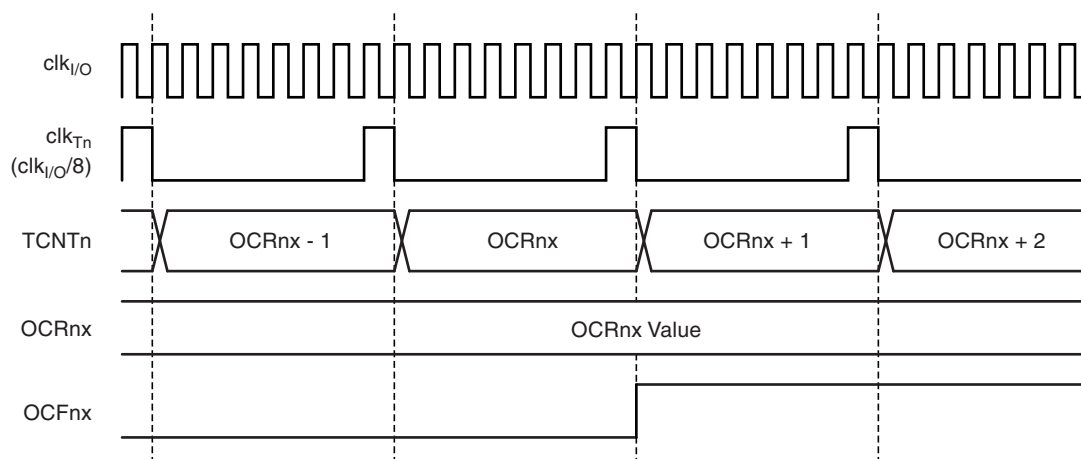 clkI/O
clkTn
(clkI/O/8)
TCNTn
OCRnx - 1
OCRnx
OCRnx + 1
OCRnx + 2
OCRnx
OCRnx Value
OCFnx